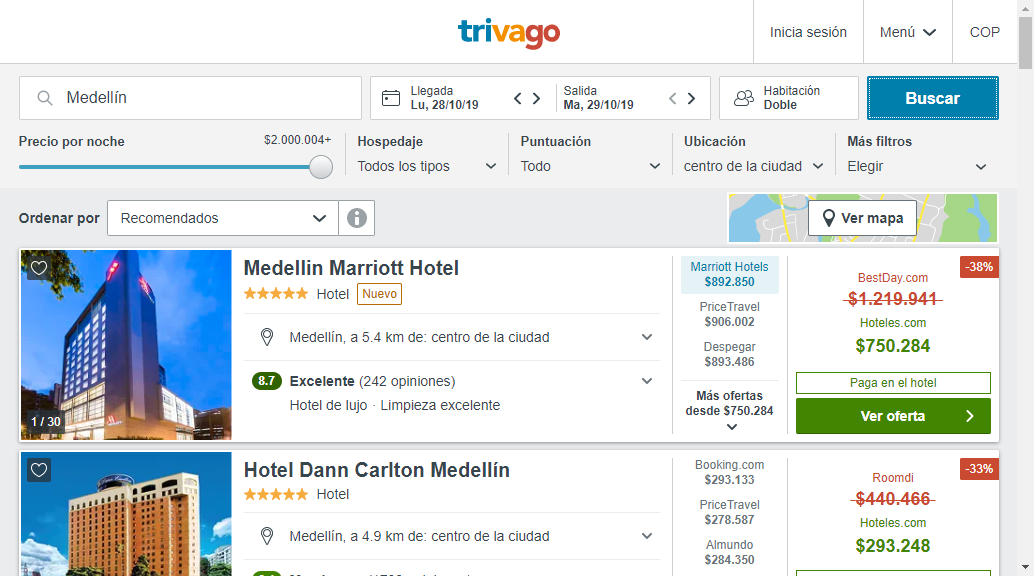 trivago
Inicia sesión
Menú
COP
Medellín
Llegada
Lu, 28/10/19
Salida
Ma, 29/10/19
Habitación
Doble
Buscar
Precio por noche
$2.000.004+
Hospedaje
Todos los tipos
Puntuación
Todo
Ubicación
centro de la ciudad
Más filtros
Elegir
Ordenar por
Recomendados
Ver mapa
1 / 30
Medellin Marriott Hotel
Hotel
Nuevo
Medellín, a 5.4 km de: centro de la ciudad
8.7 Excelente (242 opiniones)
Hotel de lujo · Limpieza excelente
Marriott Hotels
$892.850
PriceTravel
$906.002
Despegar
$893.486
Más ofertas
desde $750.284
-38%
BestDay.com
$1.219.941
Hoteles.com
$750.284
Paga en el hotel
Ver oferta
Hotel Dann Carlton Medellín
Hotel
Medellín, a 4.9 km de: centro de la ciudad
Booking.com
$293.133
PriceTravel
$278.587
Almundo
$284.350
-33%
Roomdi
$440.466
Hoteles.com
$293.248